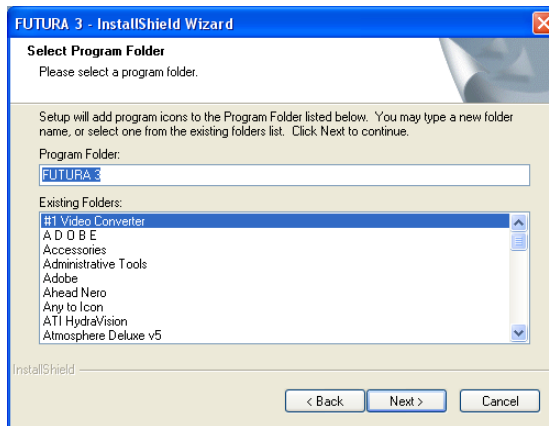 FUTURA 3 - InstallShield Wizard
Select Program Folder
Please select a program folder.
Setup will add program icons to the Program Folder listed below. You may type a new folder
name, or select one from the existing folders list. Click Next to continue.
Program Folder:
FUTURA 3
Existing Folders:
#1 Video Converter
A D O B E
Accessories
Administrative Tools
Adobe
Ahead Nero
Any to Icon
ATI HydraVision
Atmosphere Deluxe v5
InstallShield
< Back Next > Cancel